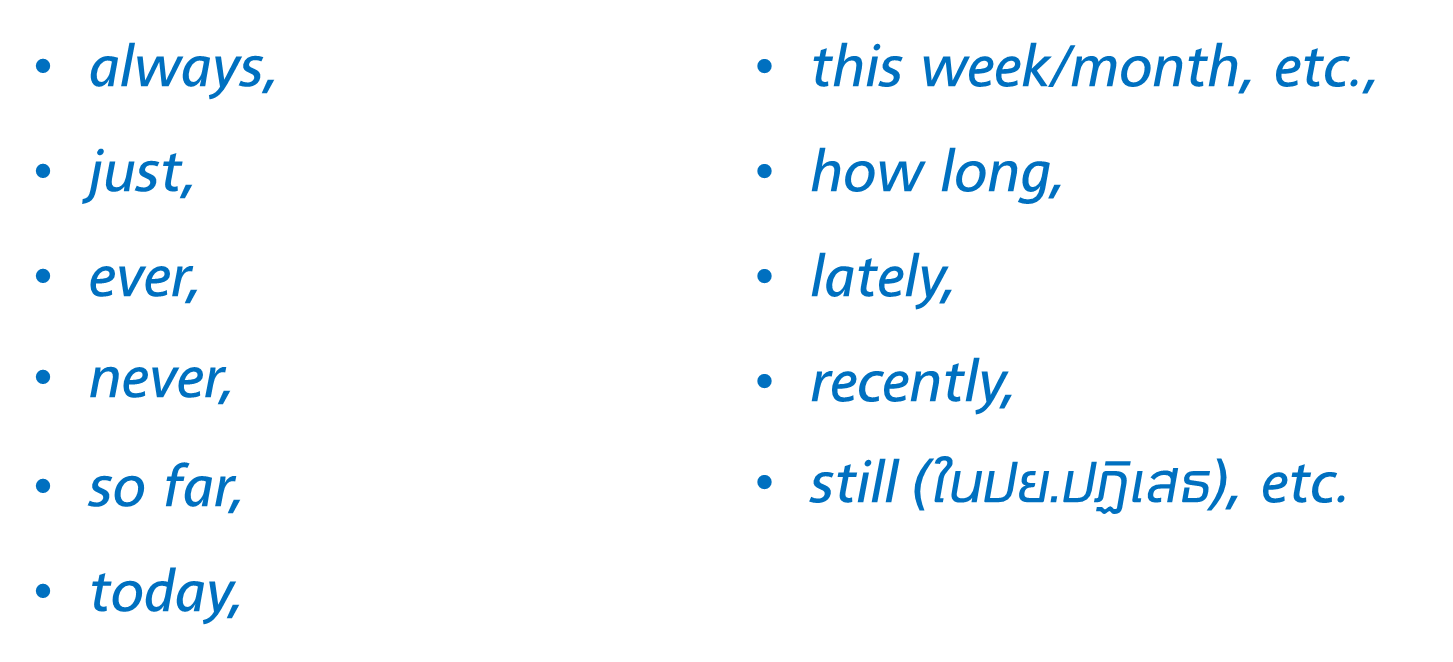 • always,
• just,
• ever,
• never,
• so far,
• today,
• this week/month, etc.,
• how long,
• lately,
• recently,
• still (ในปย.ปฏิเสธ), etc.